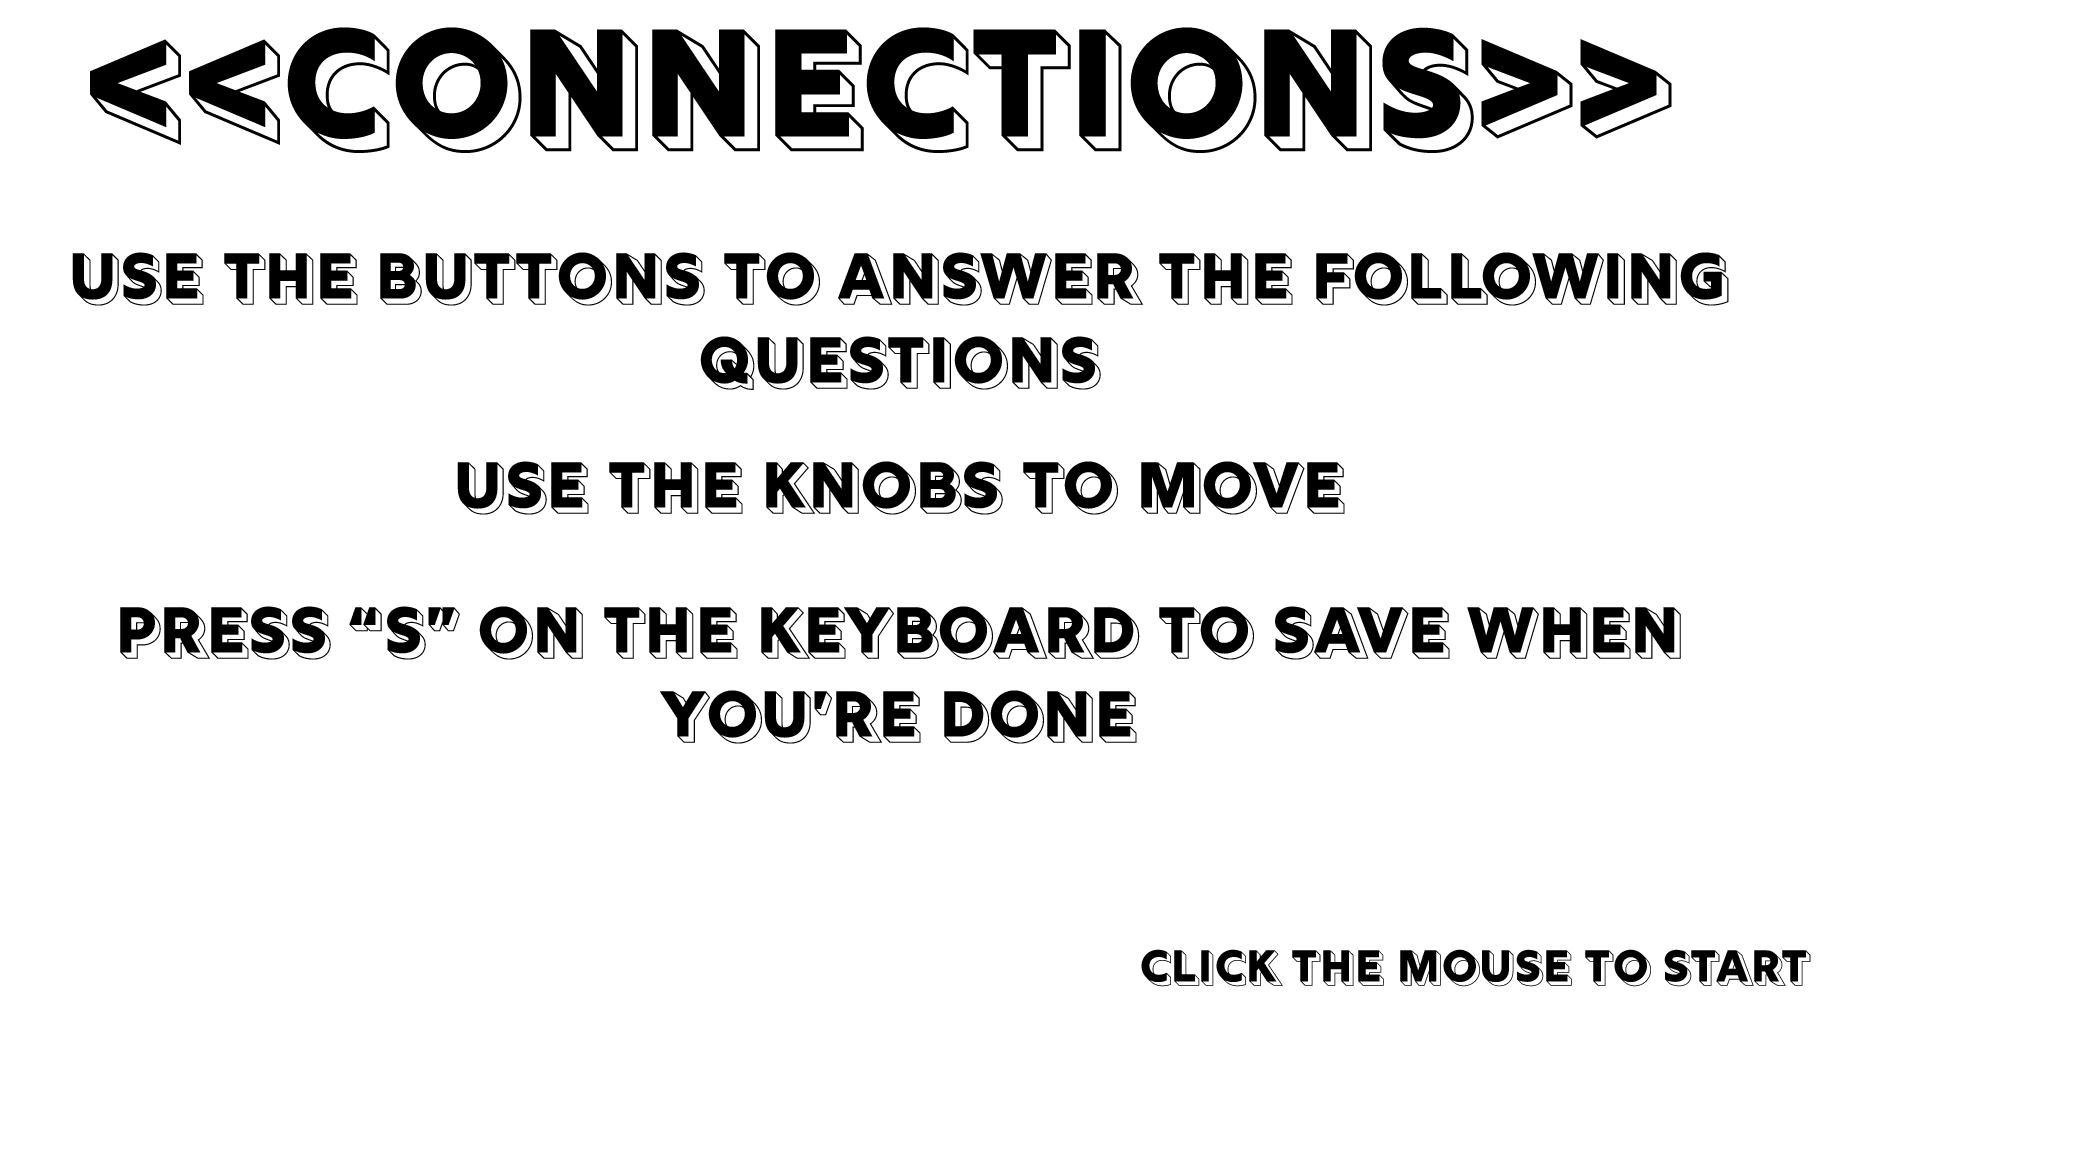 <<CONNECTIONS>>
USE THE BUTTONS TO ANSWER THE FOLLOWING
QUESTIONS
USE THE KNOBS TO MOVE
PRESS “S” ON THE KEYBOARD TO SAVE WHEN
YOU'RE DONE
CLICK THE MOUSE TO START